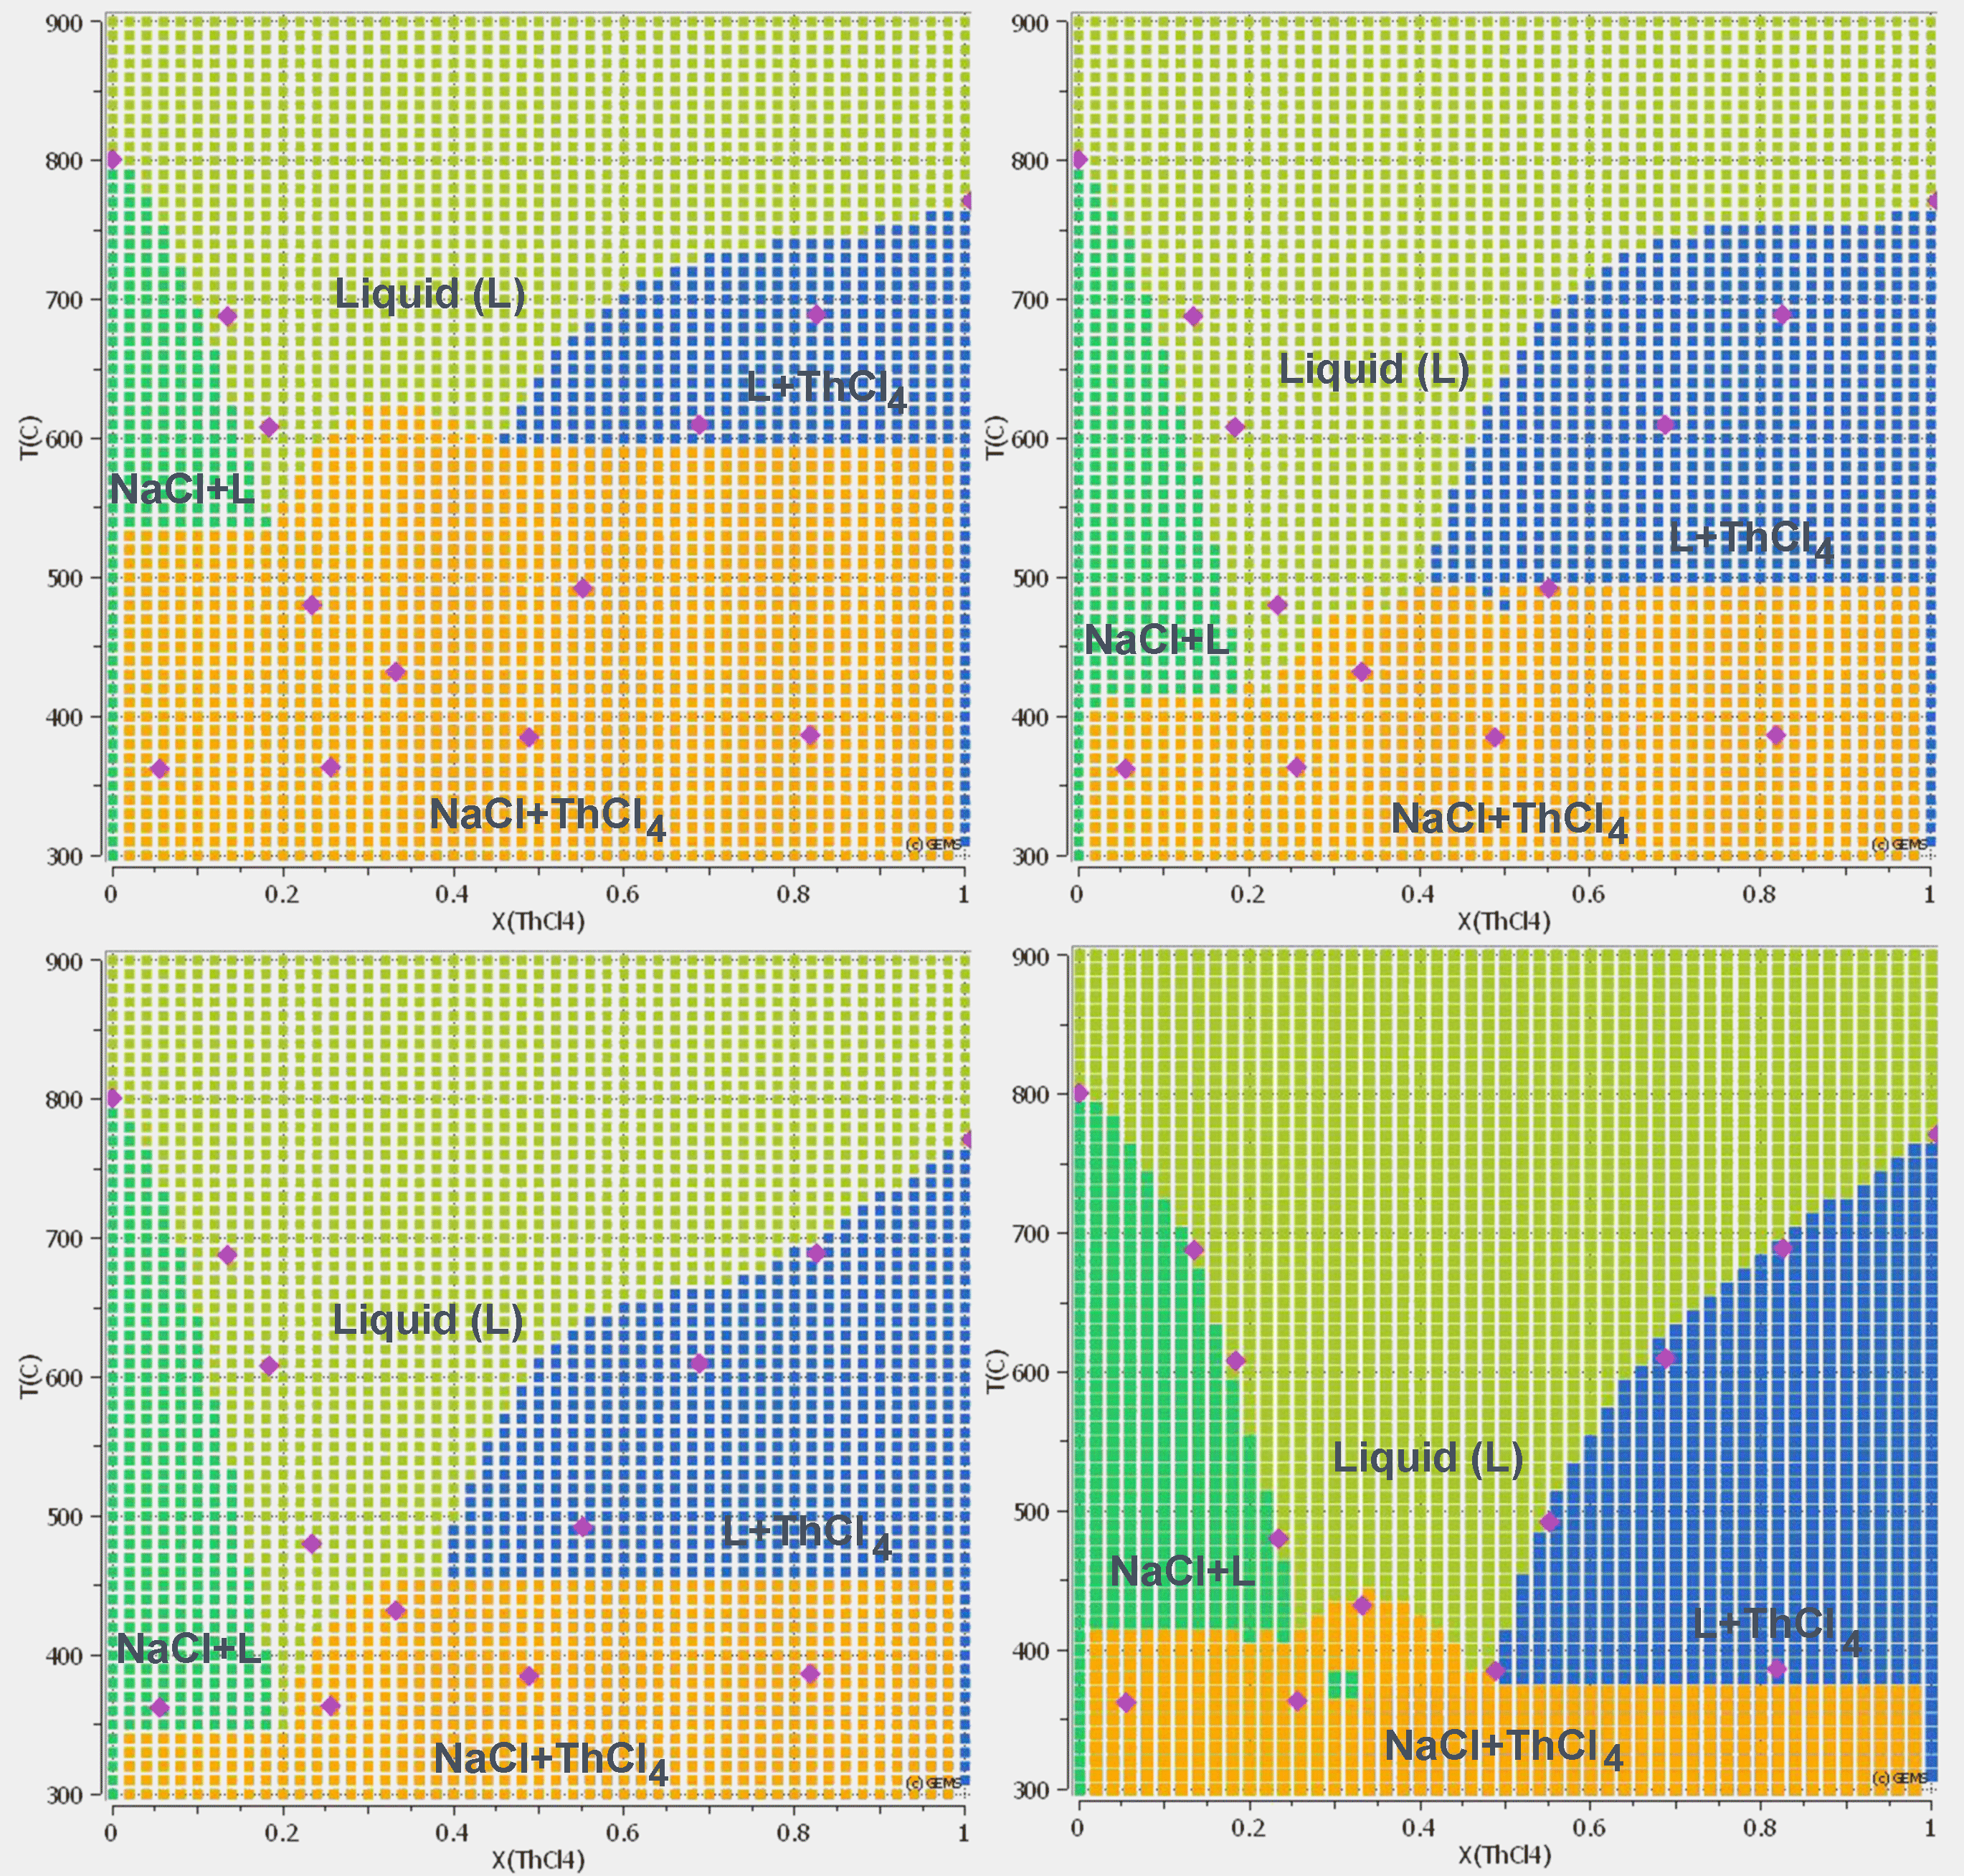 900
800
700
600
500
400
300
T(C)
Liquid (L)
L+ThCl4
NaCl+L
NaCl+ThCl4
(c) GEMS
0 0.2 0.4 0.6 0.8 1
X(ThCl4)
900
800
700
600
500
400
300
T(C)
Liquid (L)
L+ThCl4
NaCl+L
NaCl+ThCl4
(c) GEMS
0 0.2 0.4 0.6 0.8 1
X(ThCl4)
900
800
700
600
500
400
300
T(C)
Liquid (L)
L+ThCl4
NaCl+L
NaCl+ThCl4
(c) GEMS
0 0.2 0.4 0.6 0.8 1
X(ThCl4)
900
800
700
600
500
400
300
T(C)
Liquid (L)
NaCl+L
L+ThCl4
NaCl+ThCl4
(c) GEMS
0 0.2 0.4 0.6 0.8 1
X(ThCl4)